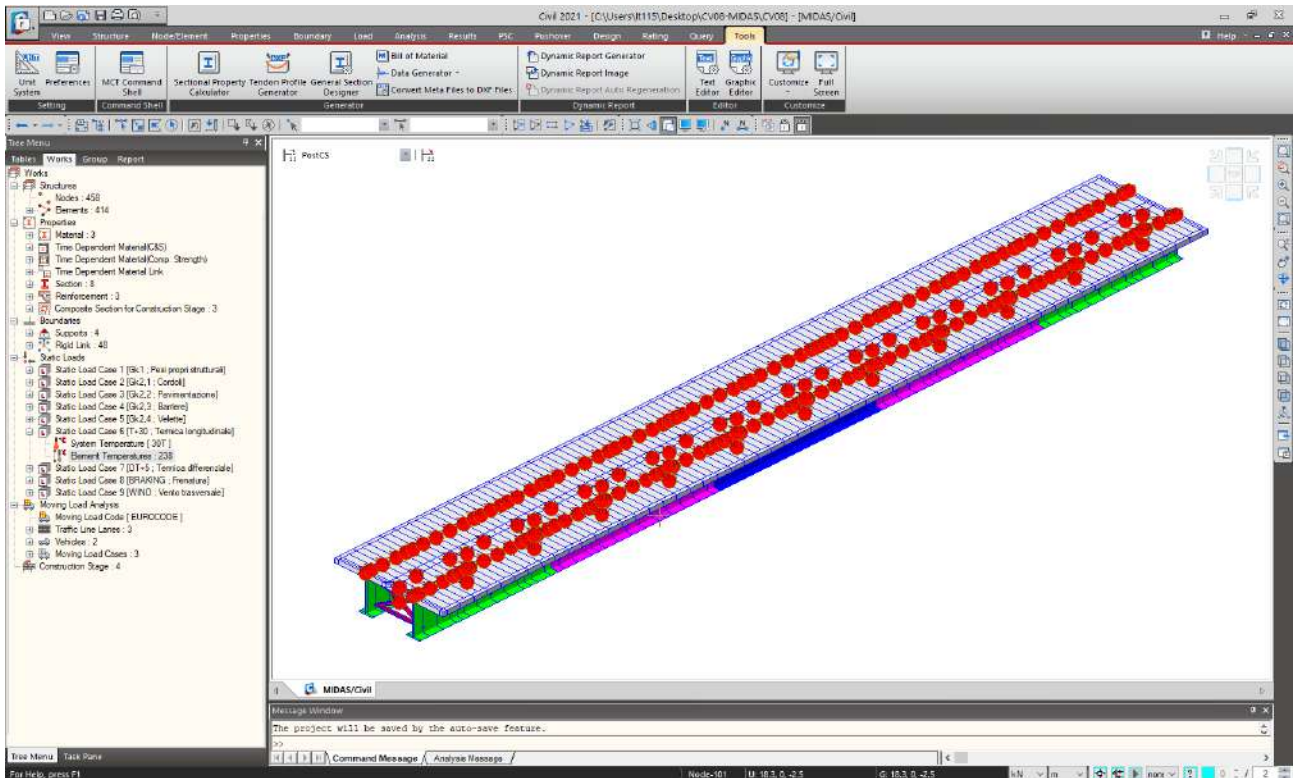 Civil 2021 - [C:\Users\lt115\Desktop\CV08-MIDAS\CV08] - [MIDAS/Civil]
View Structure Node/Element Properties Boundary Load Analysis Results PSC Pushover Design Rating Query Tools Help
Unit System Preferences MCT Command Shell Sectional Property Calculator Tendon Profile Generator General Section Designer
Bill of Material
Data Generator
Convert Meta Files to DXF Files
Dynamic Report Generator
Dynamic Report Image
Dynamic Report Auto Regeneration
Text Editor Graphic Editor Customize Full Screen
Setting Command Shell Generator Dynamic Report Editor Customize
Tree Menu
Tables Works Group Report
PostCS
Works
Structures
Nodes : 458
Elements : 414
Properties
Material : 3
Time Dependent Material(C&S)
Time Dependent Material(Comp. Strength)
Time Dependent Material Link
Section : 8
Reinforcement : 3
Composite Section for Construction Stage : 3
Boundaries
Supports : 4
Rigid Link : 48
Static Loads
Static Load Case 1 [Gk1 ; Pesi propri strutturali]
Static Load Case 2 [Gk2,1 ; Cordoli]
Static Load Case 3 [Gk2,2 ; Pavimentazione]
Static Load Case 4 [Gk2,3 ; Barriere]
Static Load Case 5 [Gk2,4 ; Velette]
Static Load Case 6 [T+30 ; Termica longitudinale]
System Temperature [ 30T ]
Element Temperatures : 238
Static Load Case 7 [DT+5 ; Termica differenziale]
Static Load Case 8 [BRAKING ; Frenatura]
Static Load Case 9 [WIND ; Vento trasversale]
Moving Load Analysis
Moving Load Code [ EUROCODE ]
Traffic Line Lanes : 3
Vehicles : 2
Moving Load Cases : 3
Construction Stage : 4
MIDAS/Civil
Message Window
The project will be saved by the auto-save feature.
>>
Command Message Analysis Message
Tree Menu Task Pane
For Help, press F1
Node-101 U: 18.3, 0, -2.5 G: 18.3, 0, -2.5 kN m non 0 / 2